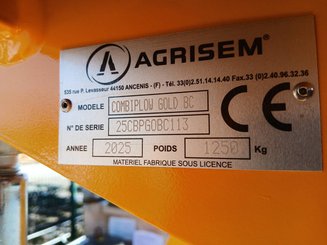 AGRISEM®
535 rue P. Levasseur 44150 ANCENIS - (F) - Tél. 33(0)2.51.14.14.40 Fax.33 (0)2.40.96.32.36
MODELE COMBIPLOW GOLD BC
N° DE SERIE 25CBPGOBC113
CE
ANNEE 2025 POIDS 1250 Kg
MATERIEL FABRIQUE SOUS LICENCE